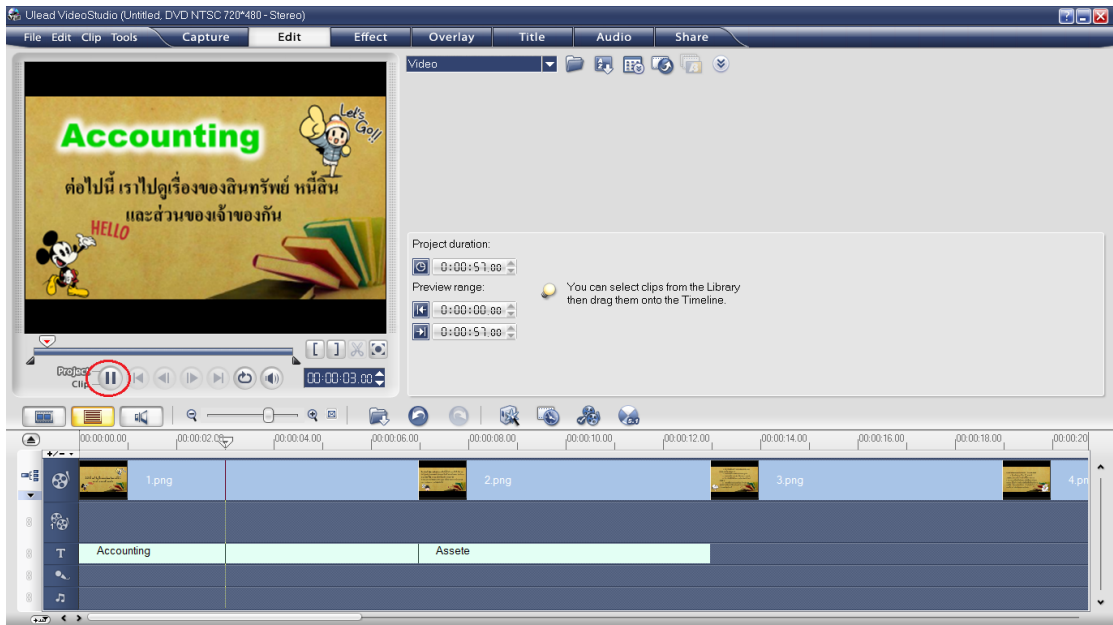 Ulead VideoStudio (Untitled, DVD NTSC 720*480 - Stereo)
File Edit Clip Tools Capture Edit Effect Overlay Title Audio Share
Video
Let's Go!!
Accounting
ต่อไปนี้ เราไปดูเรื่องของสินทรัพย์ หนี้สิน
และส่วนของเจ้าของกัน
HELLO
Project duration:
0:00:57.00
Preview range:
0:00:00.00
0:00:57.00
You can select clips from the Library
then drag them onto the Timeline.
Project
Clip
00:00:03.00
00:00:00.00 00:00:02.00 00:00:04.00 00:00:06.00 00:00:08.00 00:00:10.00 00:00:12.00 00:00:14.00 00:00:16.00 00:00:18.00 00:00:20
1.png 2.png 3.png 4.pn
T Accounting Assete